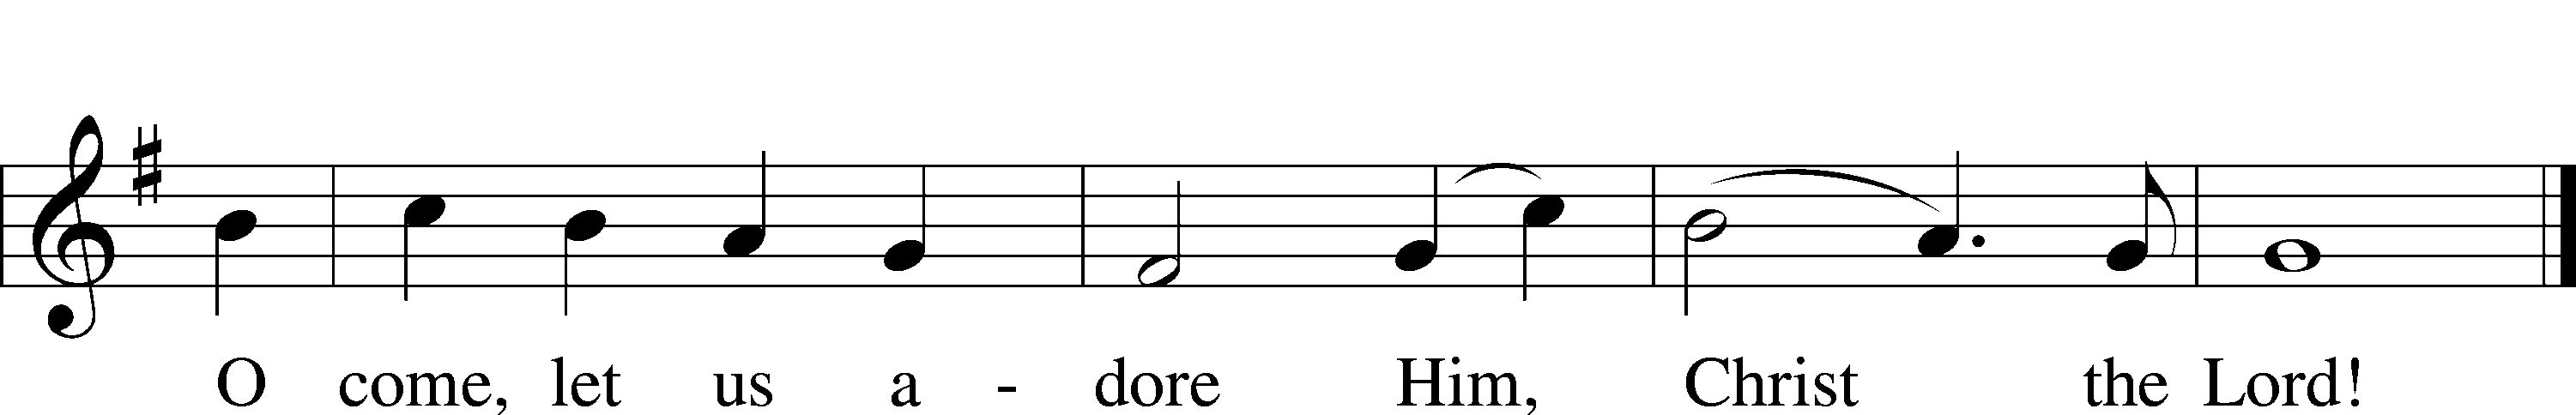 O come, let us a - dore Him, Christ the Lord!